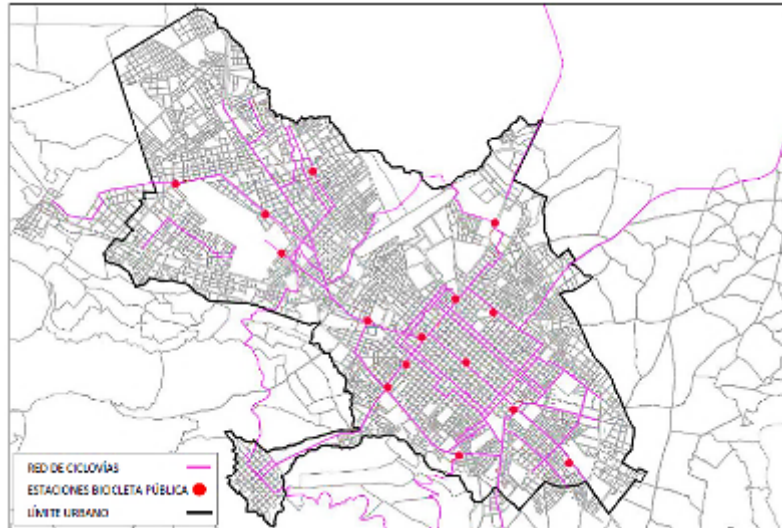 RED DE CICLOVÍAS
ESTACIONES BICICLETA PÚBLICA
LÍMITE URBANO